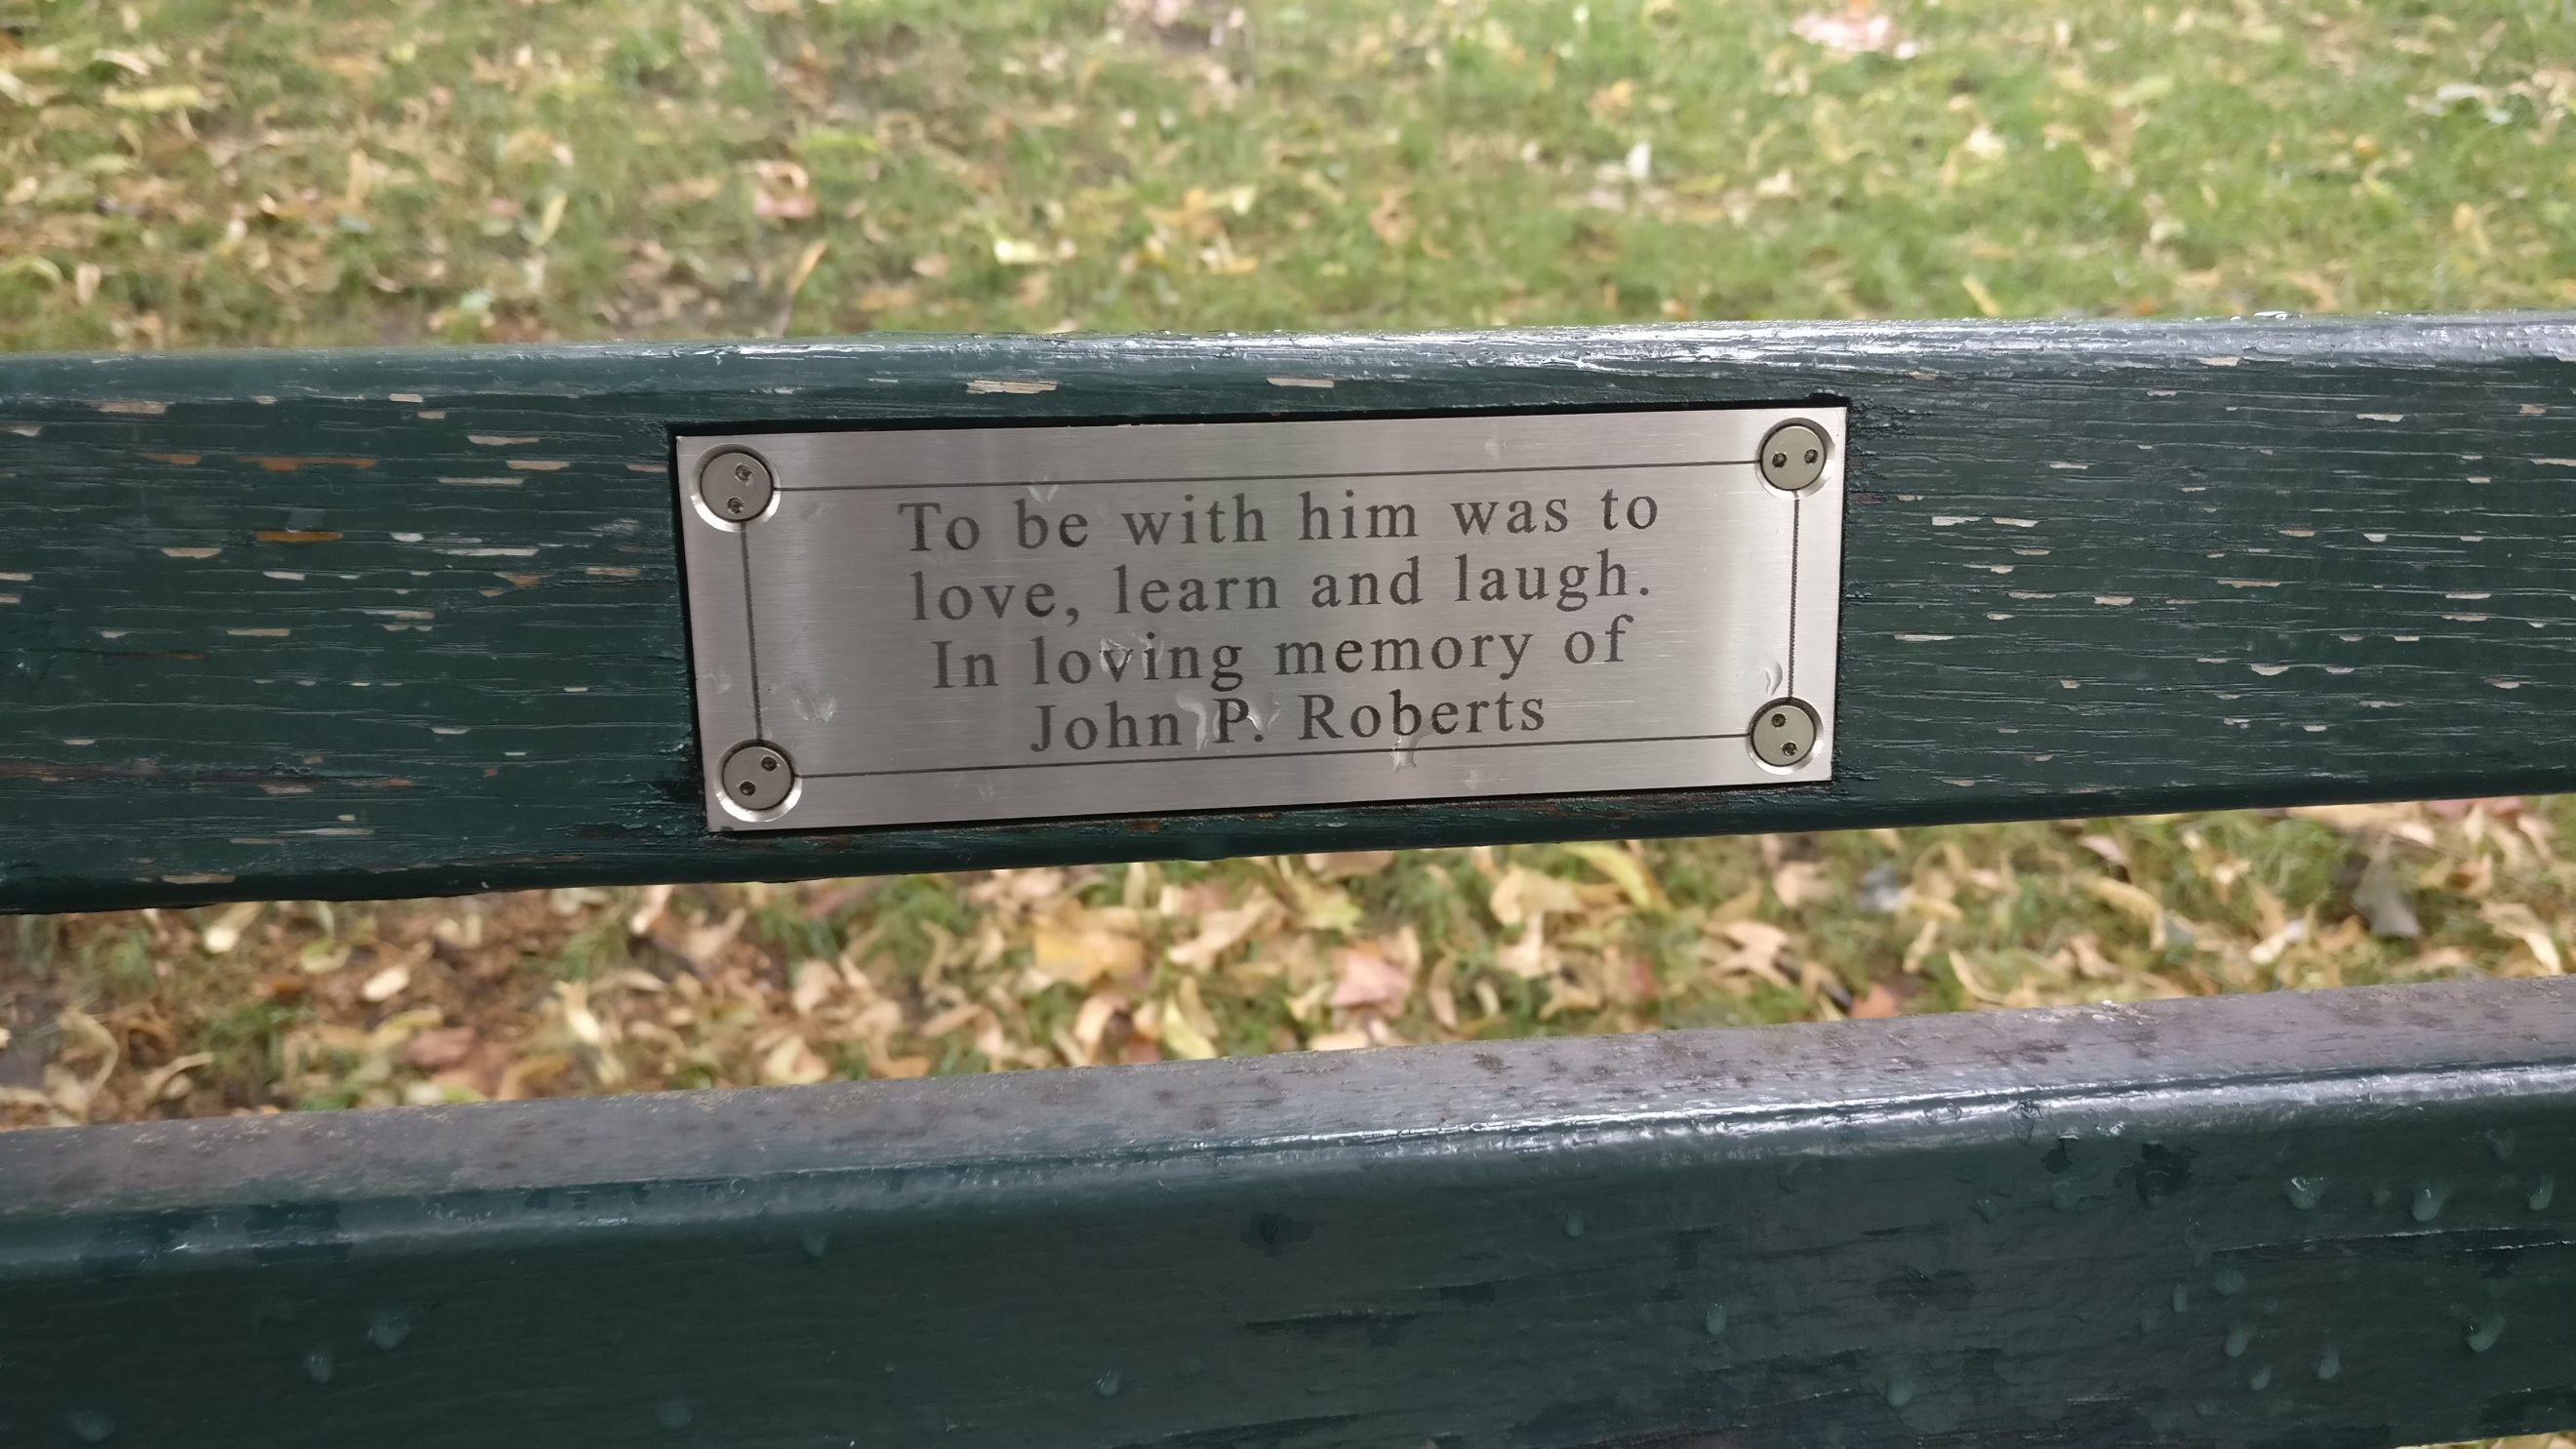 To be with him was to
love, learn and laugh.
In loving memory of
John P. Roberts